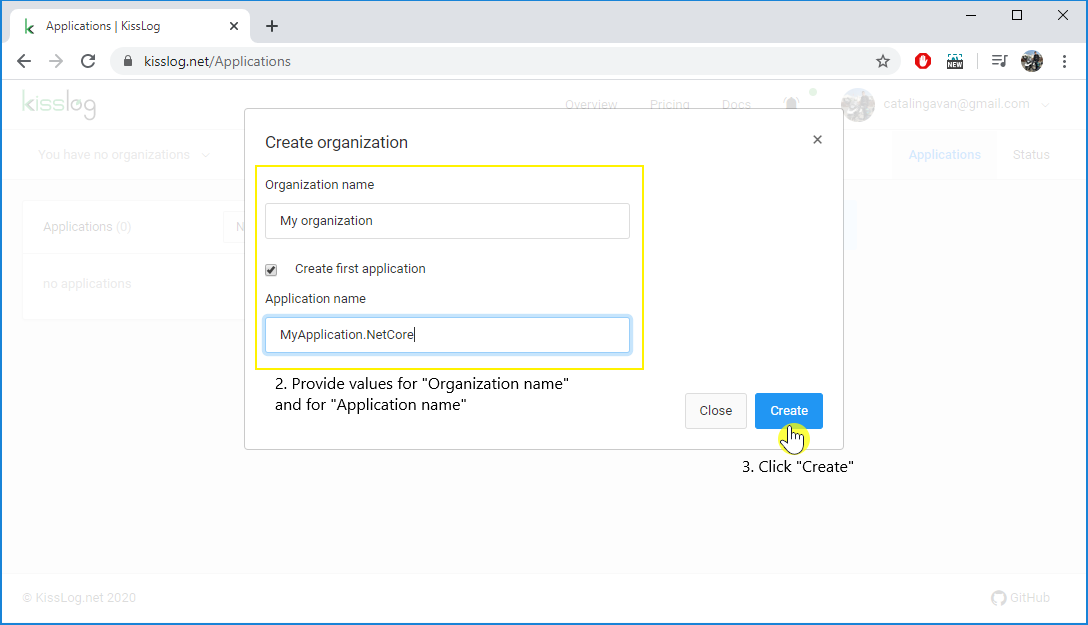 Applications | KissLog
kisslog.net/Applications
NEW
kisslog
Overview
Pricing
Docs
catalingavan@gmail.com
You have no organizations
Applications
Status
Create organization
Organization name
My organization
Applications (0)
N
Create first application
no applications
Application name
MyApplication.NetCore
2. Provide values for "Organization name"
and for "Application name"
Close
Create
3. Click "Create"
© KissLog.net 2020
GitHub